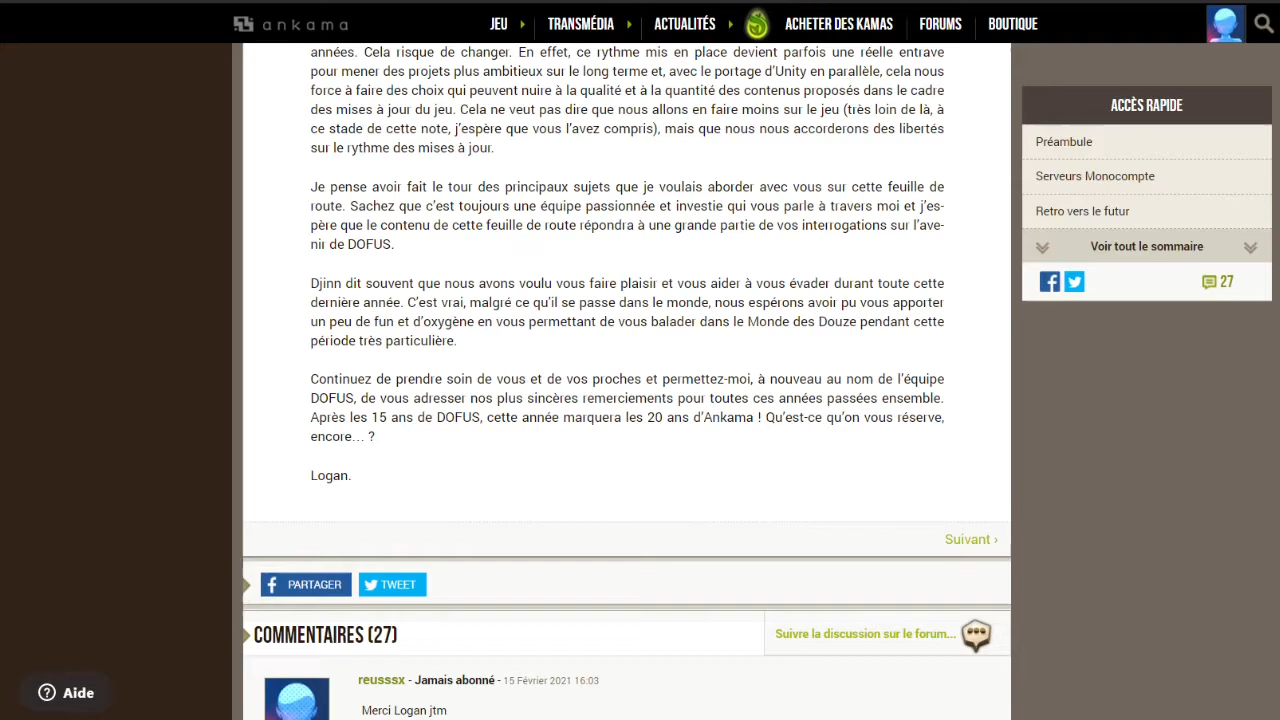 ankama
JEU
TRANSMÉDIA
ACTUALITÉS
ACHETER DES KAMAS
FORUMS
BOUTIQUE
années. Cela risque de changer. En effet, ce rythme mis en place devient parfois une réelle entrave
pour mener des projets plus ambitieux sur le long terme et, avec le portage d’Unity en parallèle, cela nous
force à faire des choix qui peuvent nuire à la qualité et à la quantité des contenus proposés dans le cadre
des mises à jour du jeu. Cela ne veut pas dire que nous allons en faire moins sur le jeu (très loin de là, à
ce stade de cette note, j’espère que vous l’avez compris), mais que nous nous accorderons des libertés
sur le rythme des mises à jour.
Je pense avoir fait le tour des principaux sujets que je voulais aborder avec vous sur cette feuille de
route. Sachez que c’est toujours une équipe passionnée et investie qui vous parle à travers moi et j’es-
père que le contenu de cette feuille de route répondra à une grande partie de vos interrogations sur l’ave-
nir de DOFUS.
Djinn dit souvent que nous avons voulu vous faire plaisir et vous aider à vous évader durant toute cette
dernière année. C’est vrai, malgré ce qu’il se passe dans le monde, nous espérons avoir pu vous apporter
un peu de fun et d’oxygène en vous permettant de vous balader dans le Monde des Douze pendant cette
période très particulière.
Continuez de prendre soin de vous et de vos proches et permettez-moi, à nouveau au nom de l’équipe
DOFUS, de vous adresser nos plus sincères remerciements pour toutes ces années passées ensemble.
Après les 15 ans de DOFUS, cette année marquera les 20 ans d’Ankama ! Qu’est-ce qu’on vous réserve,
encore… ?
Logan.
Suivant ›
PARTAGER
TWEET
COMMENTAIRES (27)
Suivre la discussion sur le forum...
reusssx - Jamais abonné - 15 Février 2021 16:03
Merci Logan jtm
ACCÈS RAPIDE
Préambule
Serveurs Monocompte
Retro vers le futur
Voir tout le sommaire
27
Aide